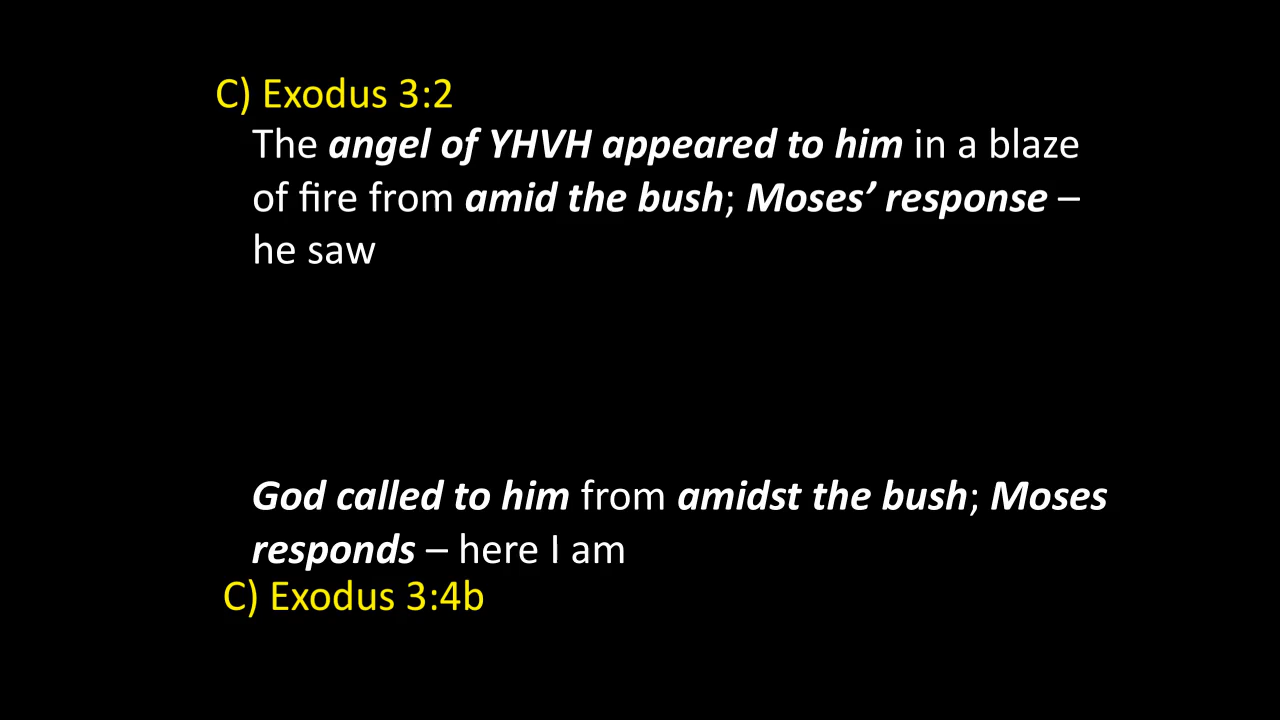 C) Exodus 3:2
The angel of YHVH appeared to him in a blaze
of fire from amid the bush; Moses’ response –
he saw
God called to him from amidst the bush; Moses
responds – here I am
C) Exodus 3:4b